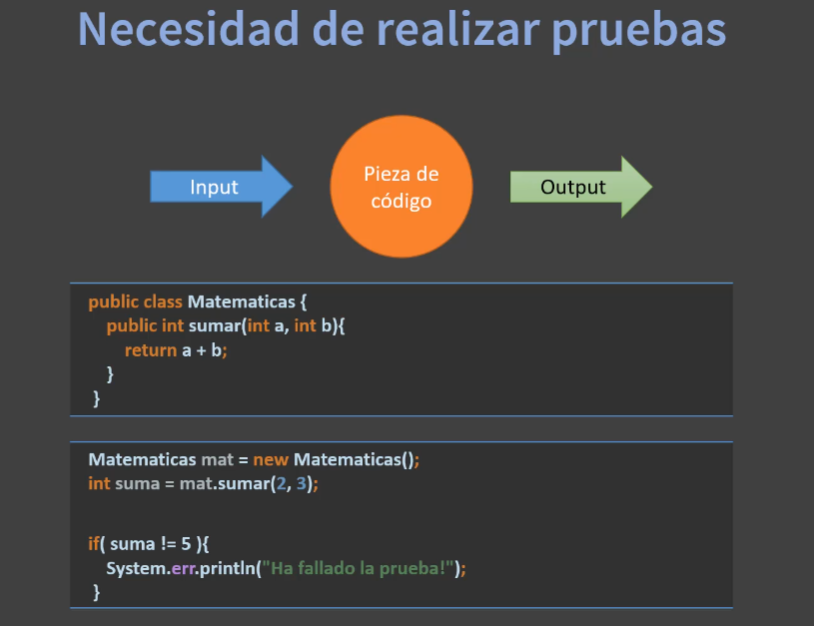 Necesidad de realizar pruebas
Input
Pieza de
código
Output
public class Matematicas {
public int sumar(int a, int b){
return a + b;
}
}
Matematicas mat = new Matematicas();
int suma = mat.sumar(2, 3);
if( suma != 5 ){
System.err.println("Ha fallado la prueba!");
}